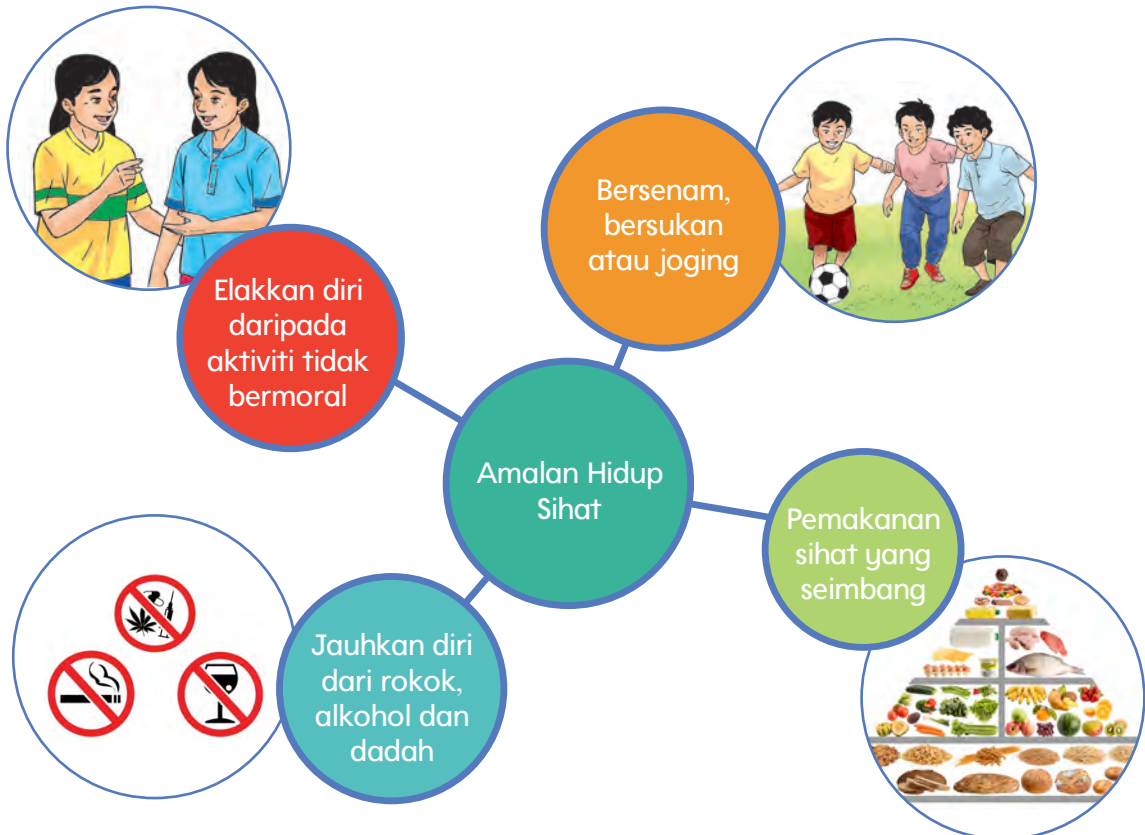 Bersenam,
bersukan
atau joging
Elakkan diri
daripada
aktiviti tidak
bermoral
Amalan Hidup
Sihat
Pemakanan
sihat yang
seimbang
Jauhkan diri
dari rokok,
alkohol dan
dadah